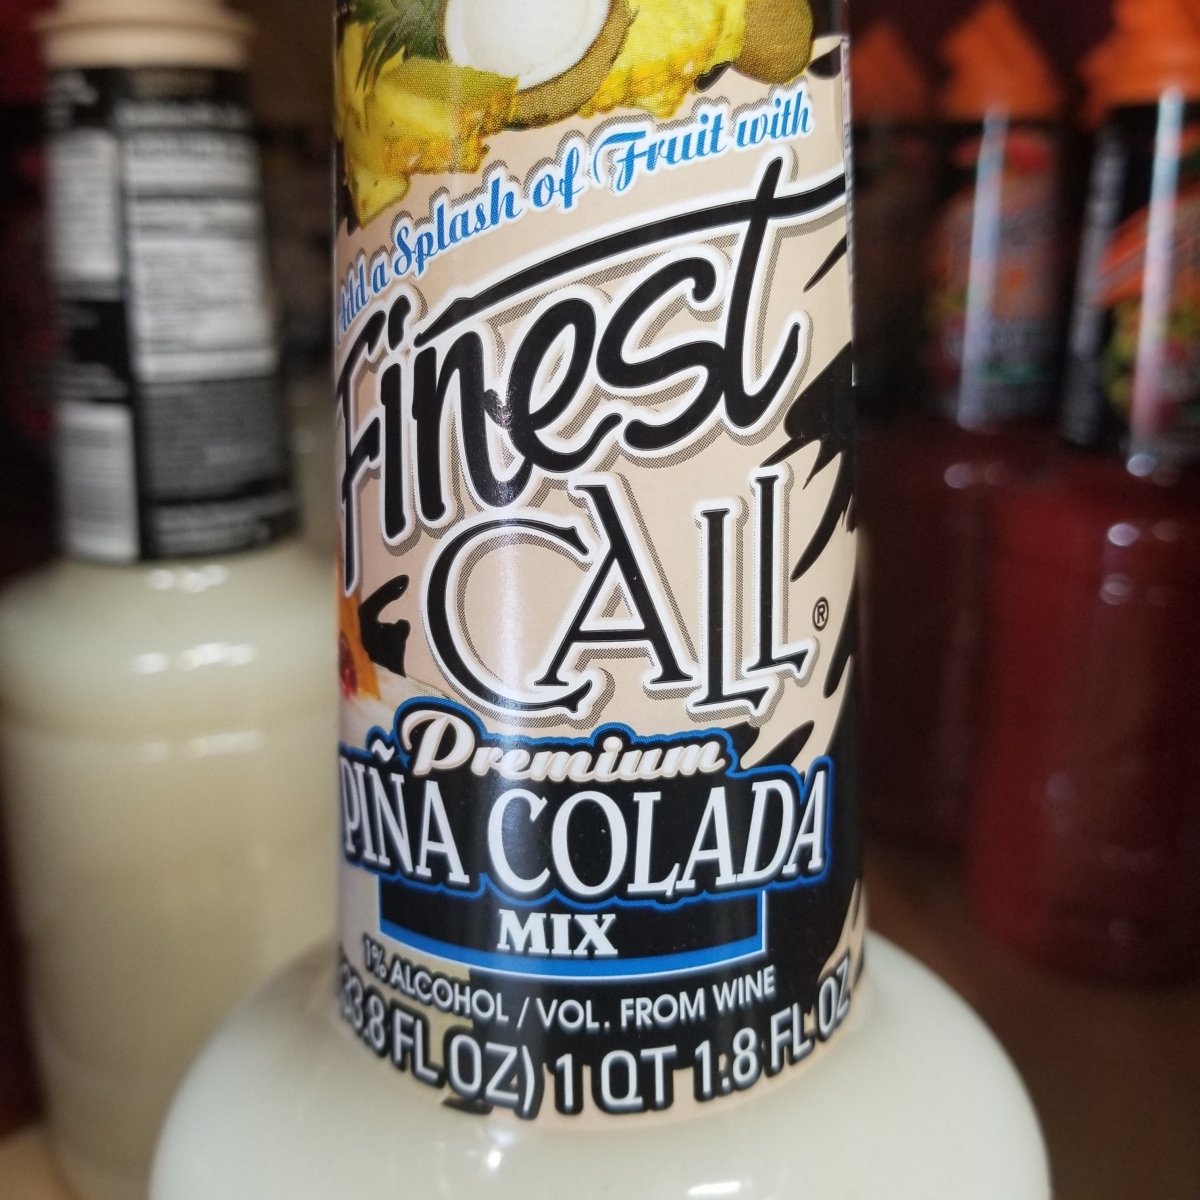 Add a Splash of Fruit with
Finest
CALL ®
Premium
PIÑA COLADA
MIX
1% ALCOHOL / VOL. FROM WINE
33.8 FL OZ) 1 QT 1.8 FL OZ